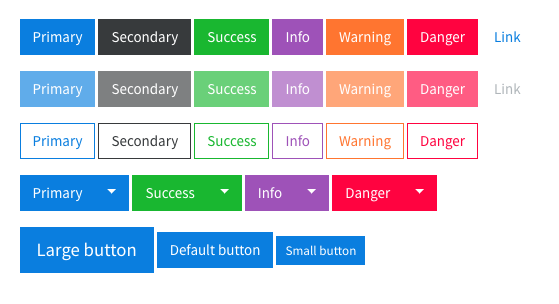 Primary Secondary Success Info Warning Danger Link
Primary Secondary Success Info Warning Danger Link
Primary Secondary Success Info Warning Danger
Primary Success Info Danger
Large button Default button Small button